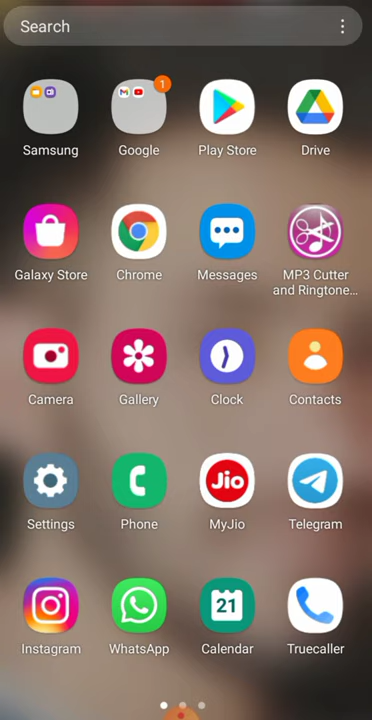 Search
1
Samsung
Google
Play Store
Drive
Galaxy Store
Chrome
Messages
MP3 Cutter
and Ringtone...
Camera
Gallery
Clock
Contacts
Settings
Phone
Jio
MyJio
Telegram
21
Instagram
WhatsApp
Calendar
Truecaller